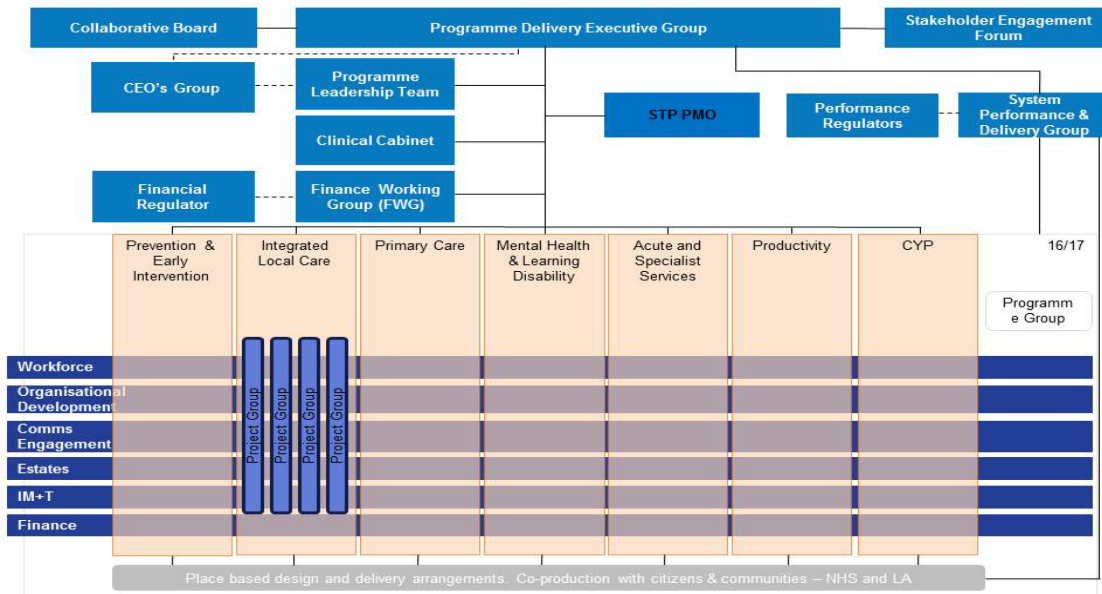 Collaborative Board
Programme Delivery Executive Group
Stakeholder Engagement
Forum
CEO's Group
Programme
Leadership Team
STP PMO
Performance
Regulators
System
Performance &
Delivery Group
Clinical Cabinet
Financial
Regulator
Finance Working
Group (FWG)
Prevention &
Early
Intervention
Integrated
Local Care
Primary Care
Mental Health
& Learning
Disability
Acute and
Specialist
Services
Productivity
CYP
16/17
Programm
e Group
Workforce
Organisational
Development
Comms
Engagement
Estates
IM+T
Finance
Project Group
Project Group
Project Group
Project Group
Place based design and delivery arrangements. Co-production with citizens & communities – NHS and LA